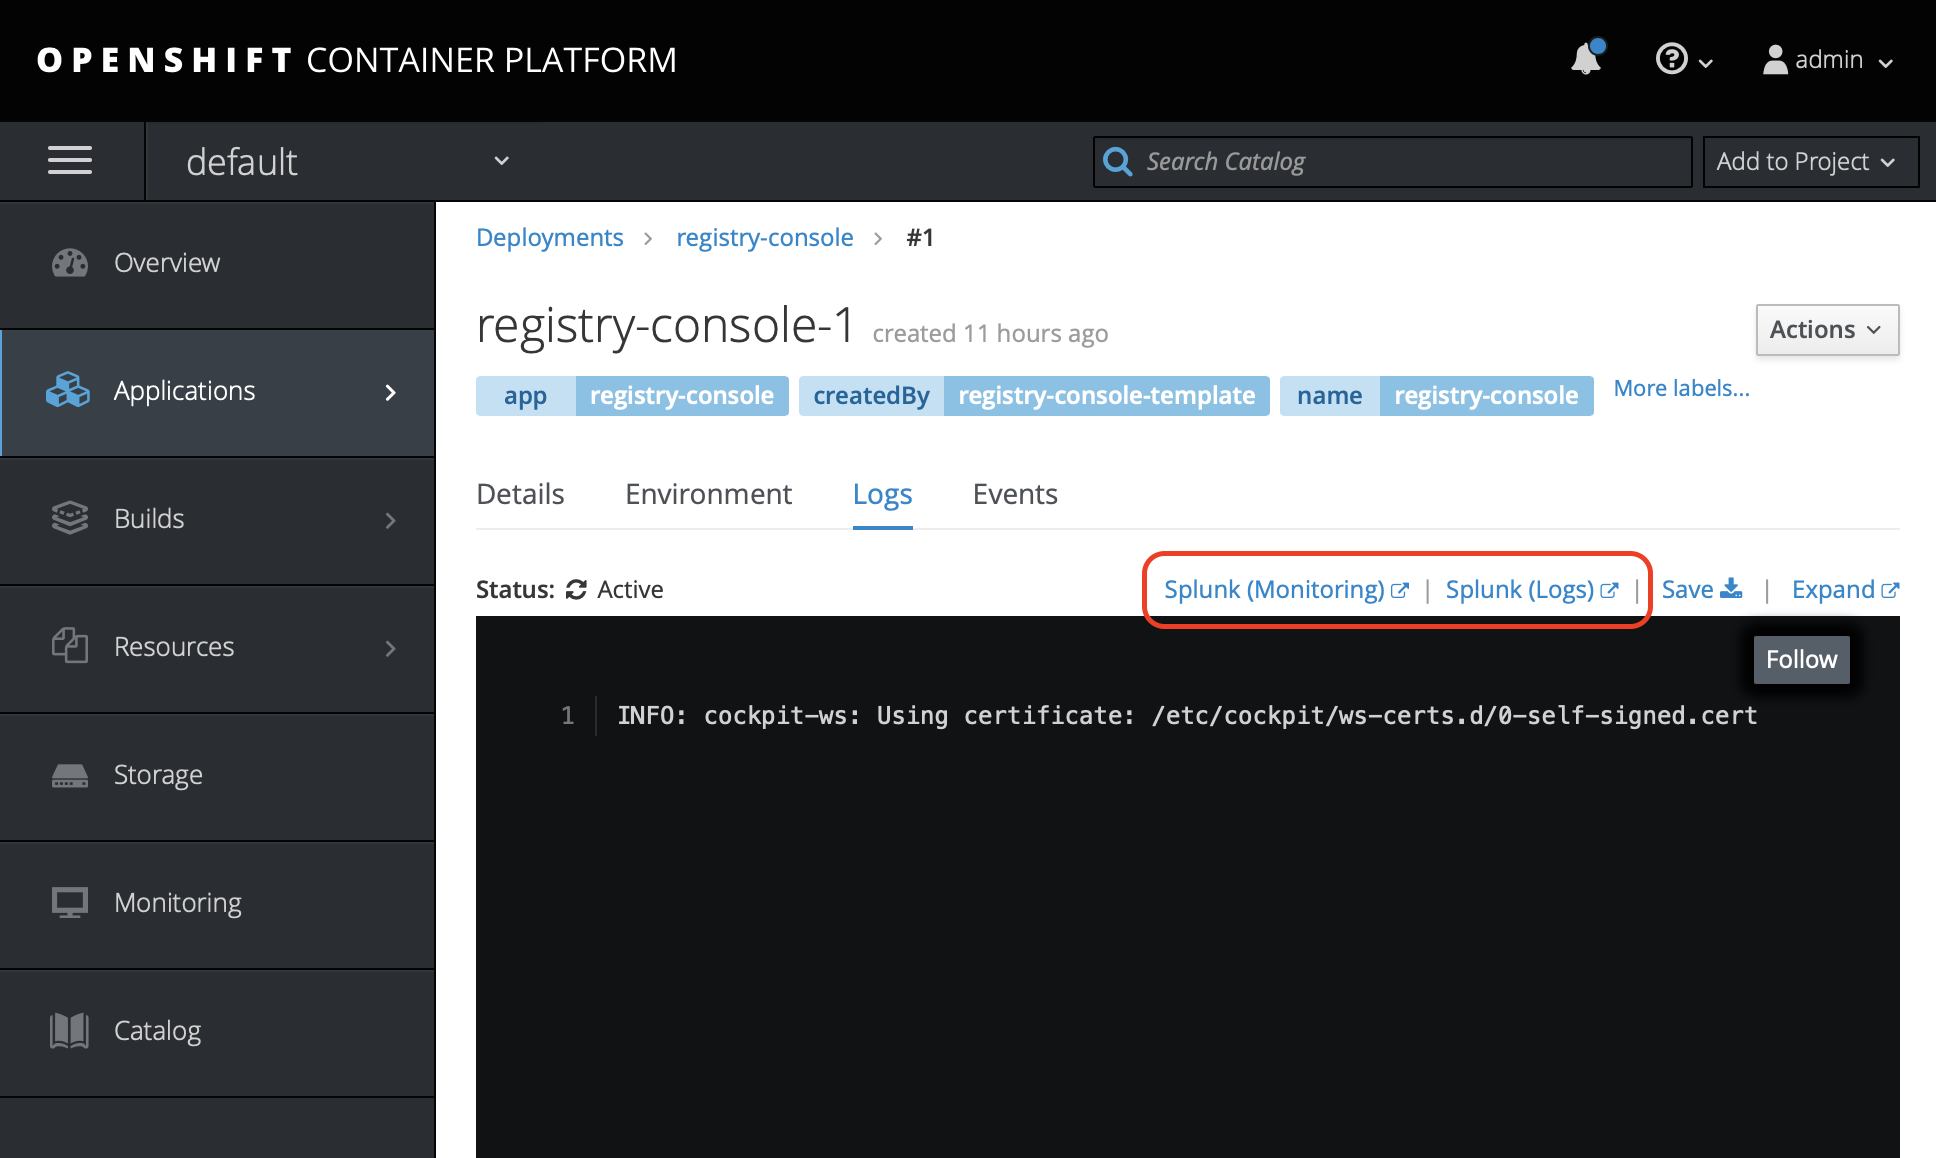 OPENSHIFT CONTAINER PLATFORM
admin
default
Search Catalog
Add to Project
Overview
Applications
Builds
Resources
Storage
Monitoring
Catalog
Deployments > registry-console > #1
registry-console-1 created 11 hours ago
Actions
app registry-console createdBy registry-console-template name registry-console More labels...
Details Environment Logs Events
Status: Active
Splunk (Monitoring) | Splunk (Logs) | Save | Expand
Follow
1 INFO: cockpit-ws: Using certificate: /etc/cockpit/ws-certs.d/0-self-signed.cert